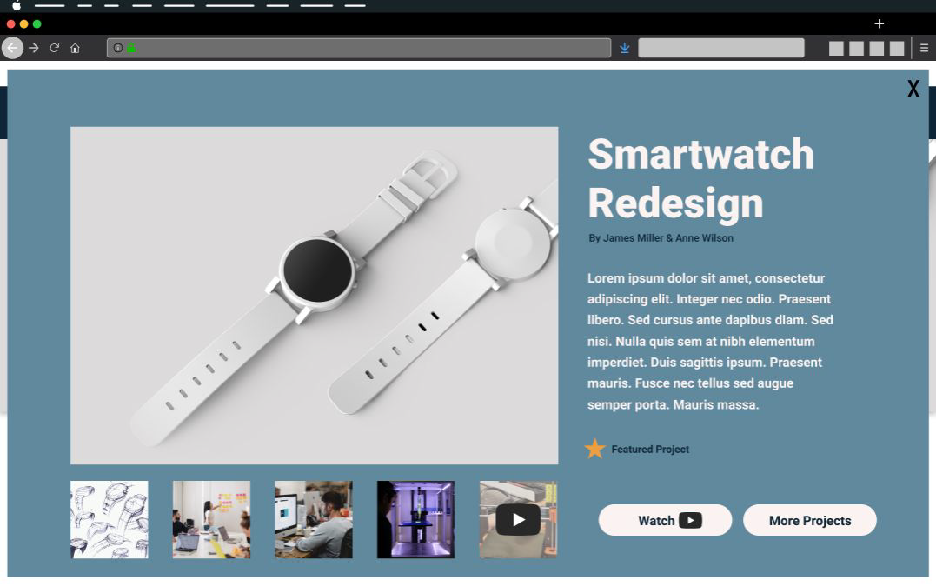 X
Smartwatch
Redesign
By James Miller & Anne Wilson
Lorem ipsum dolor sit amet, consectetur
adipiscing elit. Integer nec odio. Praesent
libero. Sed cursus ante dapibus diam. Sed
nisi. Nulla quis sem at nibh elementum
imperdiet. Duis sagittis ipsum. Praesent
mauris. Fusce nec tellus sed augue
semper porta. Mauris massa.
Featured Project
Watch
More Projects